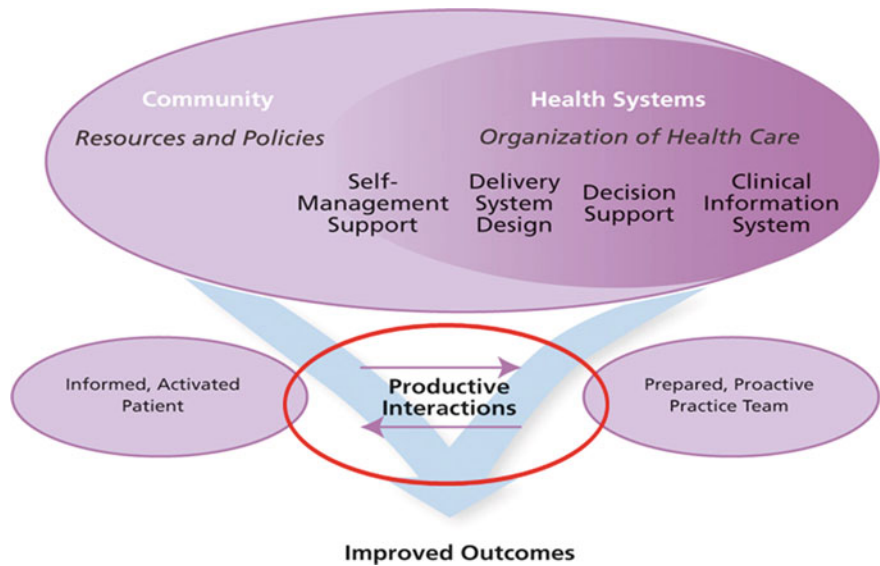 Community
Resources and Policies
Health Systems
Organization of Health Care
Self-
Management
Support
Delivery
System
Design
Decision
Support
Clinical
Information
System
Informed, Activated
Patient
Productive
Interactions
Prepared, Proactive
Practice Team
Improved Outcomes